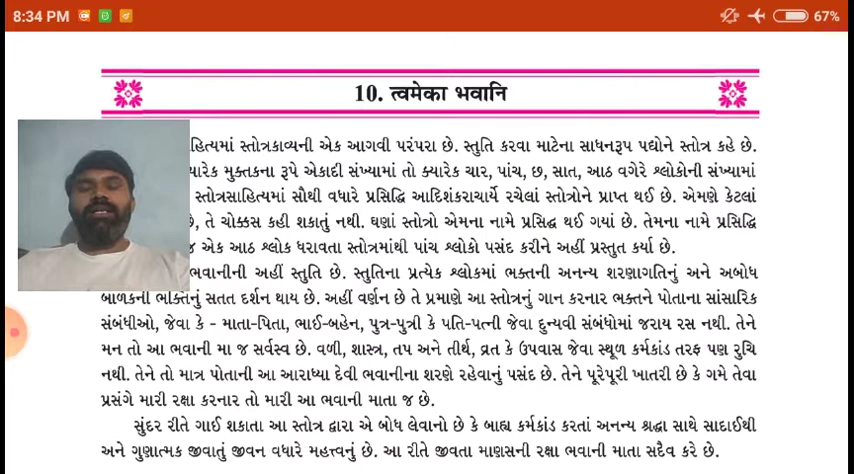 8:34 PM
67%
10. त्वमेका भवानि
હિત્યમાં સ્તોત્રકાવ્યની એક આગવી પરંપરા છે. સ્તુતિ કરવા માટેના સાધનરૂપ પદ્યોને સ્તોત્ર કહે છે.
યારેક મુક્તકના રૂપે એકાદી સંખ્યામાં તો ક્યારેક ચાર, પાંચ, છ, સાત, આઠ વગેરે શ્લોકોની સંખ્યામાં
સ્તોત્રસાહિત્યમાં સૌથી વધારે પ્રસિદ્ધિ આદિશંકરાચાર્યે રચેલાં સ્તોત્રોને પ્રાપ્ત થઈ છે. એમણે કેટલાં
છે, તે ચોક્કસ કહી શકાતું નથી. ઘણાં સ્તોત્રો એમના નામે પ્રસિદ્ધ થઈ ગયાં છે. તેમના નામે પ્રસિદ્ધિ
જ એક આઠ શ્લોક ધરાવતા સ્તોત્રમાંથી પાંચ શ્લોકો પસંદ કરીને અહીં પ્રસ્તુત કર્યા છે.
ભવાનીની અહીં સ્તુતિ છે. સ્તુતિના પ્રત્યેક શ્લોકમાં ભક્તની અનન્ય શરણાગતિનું અને અબોધ
બાળકની ભક્તિનું સતત દર્શન થાય છે. અહીં વર્ણન છે તે પ્રમાણે આ સ્તોત્રનું ગાન કરનાર ભક્તને પોતાના સાંસારિક
સંબંધીઓ, જેવા કે - માતા-પિતા, ભાઈ-બહેન, પુત્ર-પુત્રી કે પતિ-પત્ની જેવા દુન્યવી સંબંધોમાં જરાય રસ નથી. તેને
મન તો આ ભવાની મા જ સર્વસ્વ છે. વળી, શાસ્ત્ર, તપ અને તીર્થ, વ્રત કે ઉપવાસ જેવા સ્થૂળ કર્મકાંડ તરફ પણ રુચિ
નથી. તેને તો માત્ર પોતાની આ આરાધ્યા દેવી ભવાનીના શરણે રહેવાનું પસંદ છે. તેને પૂરેપૂરી ખાતરી છે કે ગમે તેવા
પ્રસંગે મારી રક્ષા કરનાર તો મારી આ ભવાની માતા જ છે.
સુંદર રીતે ગાઈ શકાતા આ સ્તોત્ર દ્વારા એ બોધ લેવાનો છે કે બાહ્ય કર્મકાંડ કરતાં અનન્ય શ્રદ્ધા સાથે સાદાઈથી
અને ગુણાત્મક જીવાતું જીવન વધારે મહત્ત્વનું છે. આ રીતે જીવતા માણસની રક્ષા ભવાની માતા સદૈવ કરે છે.